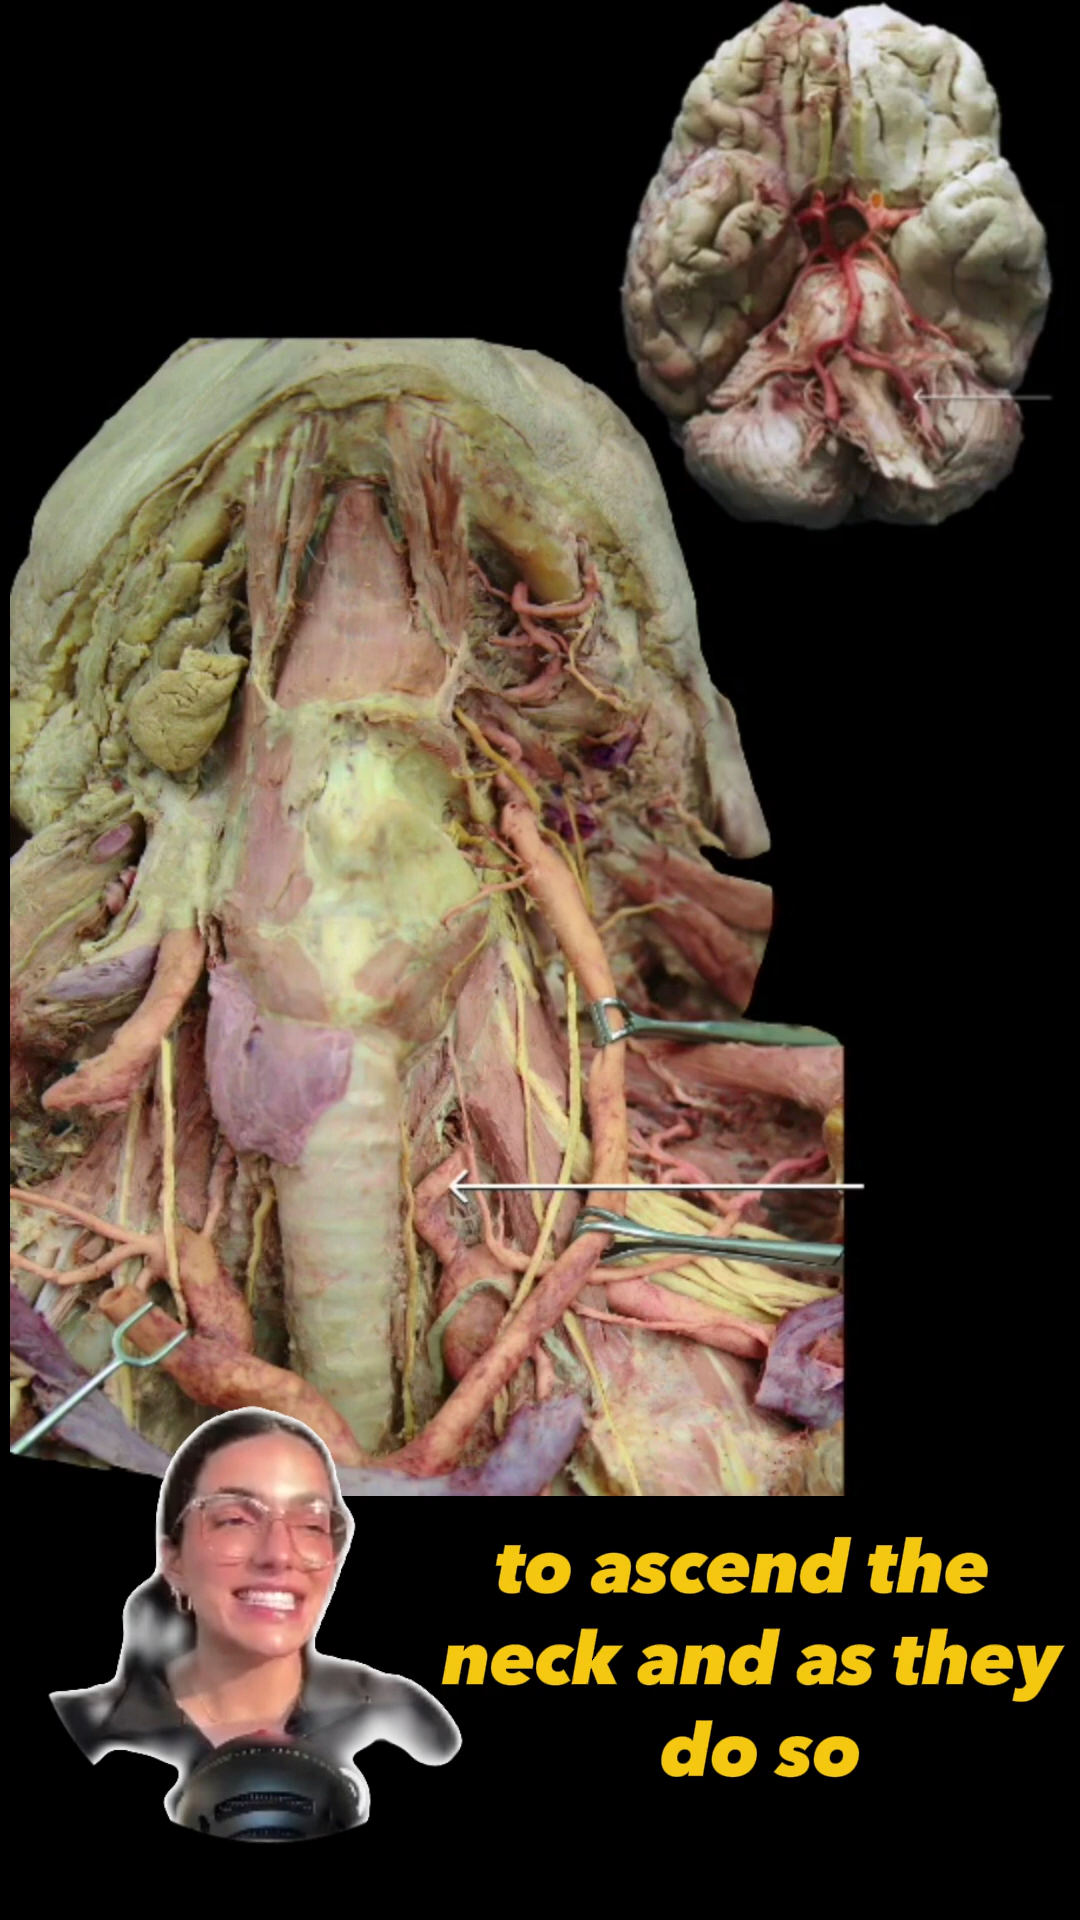 to ascend the
neck and as they
do so